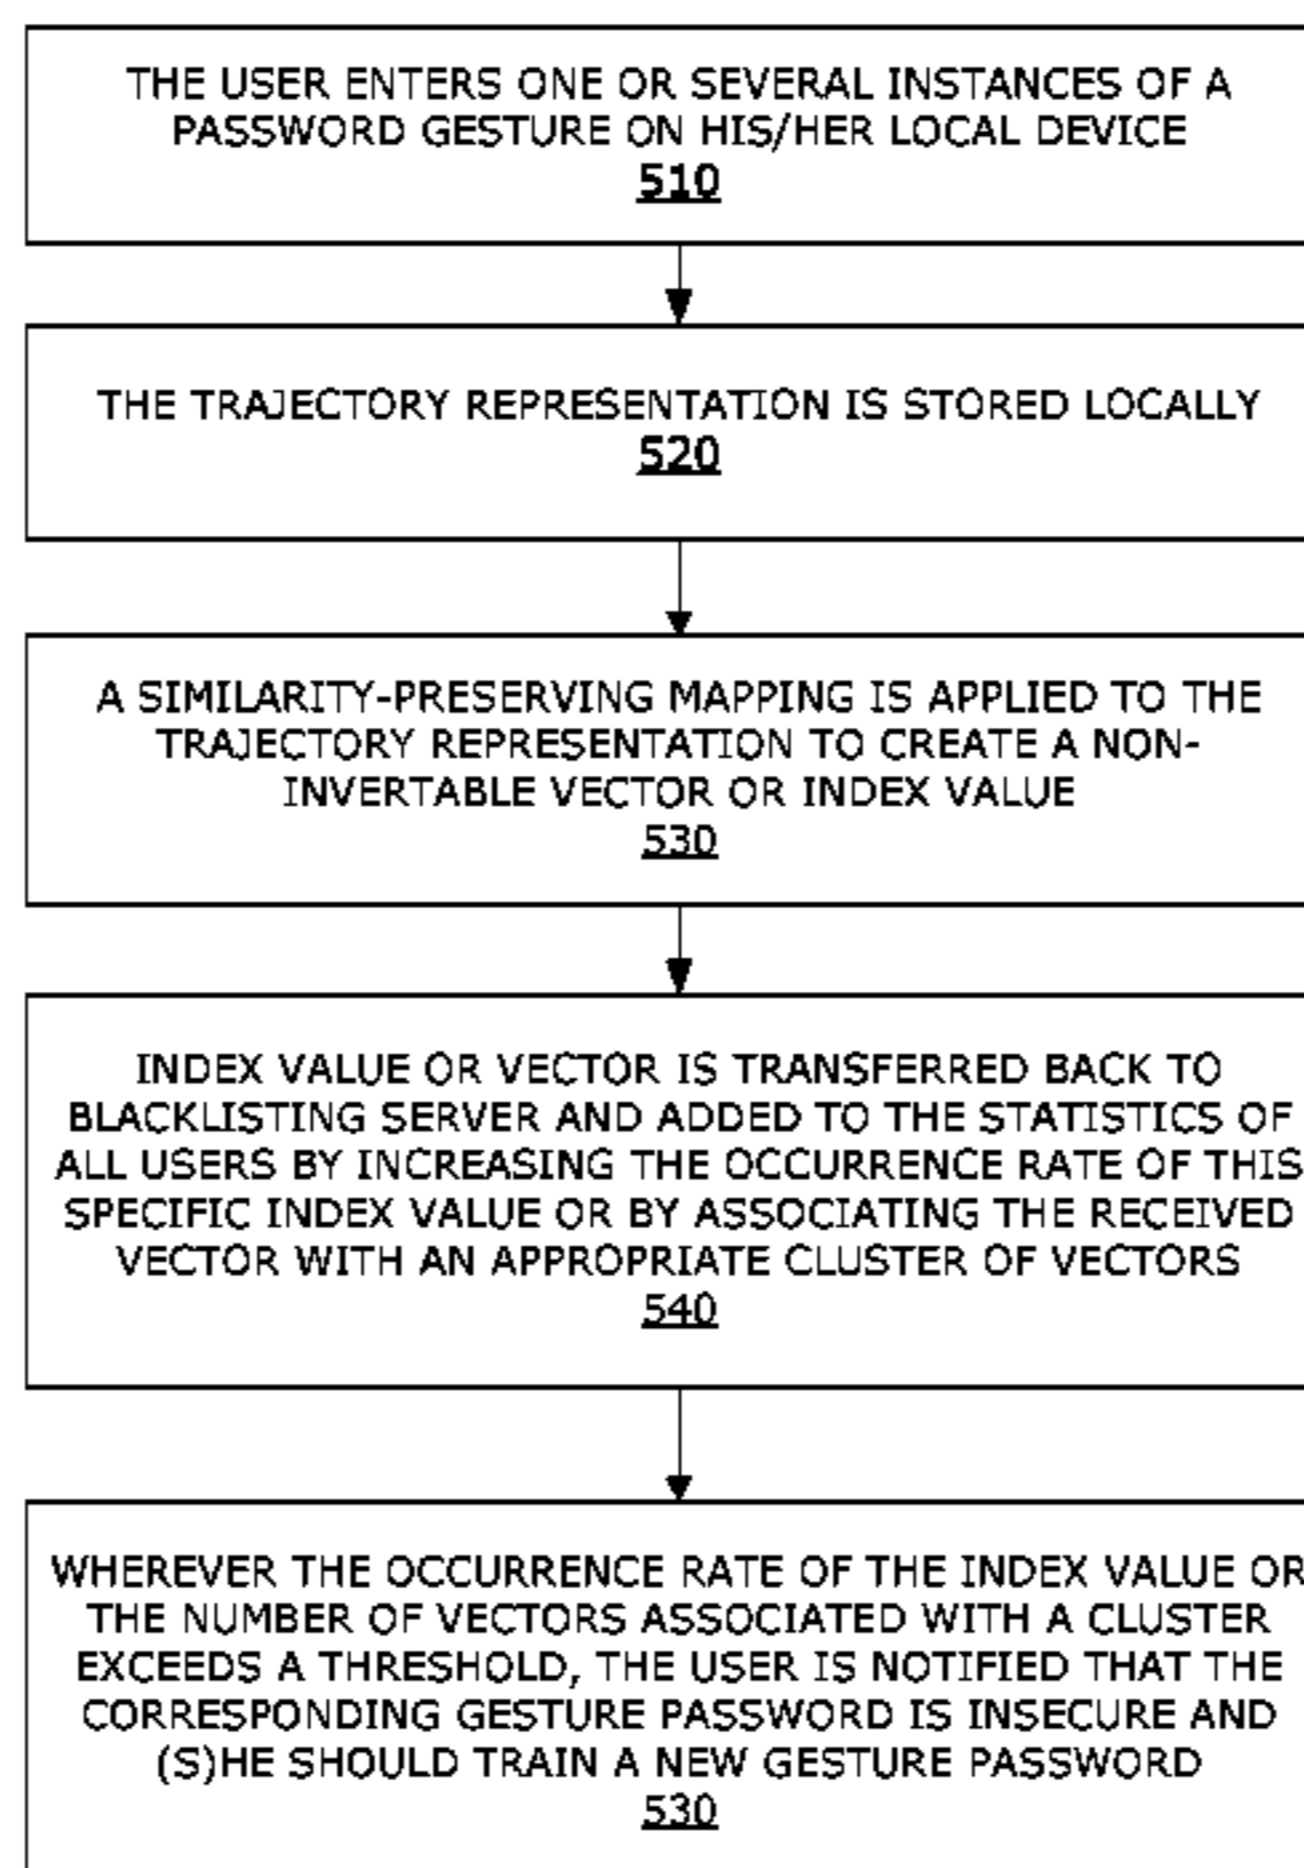 THE USER ENTERS ONE OR SEVERAL INSTANCES OF A
PASSWORD GESTURE ON HIS/HER LOCAL DEVICE
510
THE TRAJECTORY REPRESENTATION IS STORED LOCALLY
520
A SIMILARITY-PRESERVING MAPPING IS APPLIED TO THE
TRAJECTORY REPRESENTATION TO CREATE A NON-
INVERTABLE VECTOR OR INDEX VALUE
530
INDEX VALUE OR VECTOR IS TRANSFERRED BACK TO
BLACKLISTING SERVER AND ADDED TO THE STATISTICS OF
ALL USERS BY INCREASING THE OCCURRENCE RATE OF THIS
SPECIFIC INDEX VALUE OR BY ASSOCIATING THE RECEIVED
VECTOR WITH AN APPROPRIATE CLUSTER OF VECTORS
540
WHEREVER THE OCCURRENCE RATE OF THE INDEX VALUE OR
THE NUMBER OF VECTORS ASSOCIATED WITH A CLUSTER
EXCEEDS A THRESHOLD, THE USER IS NOTIFIED THAT THE
CORRESPONDING GESTURE PASSWORD IS INSECURE AND
(S)HE SHOULD TRAIN A NEW GESTURE PASSWORD
530